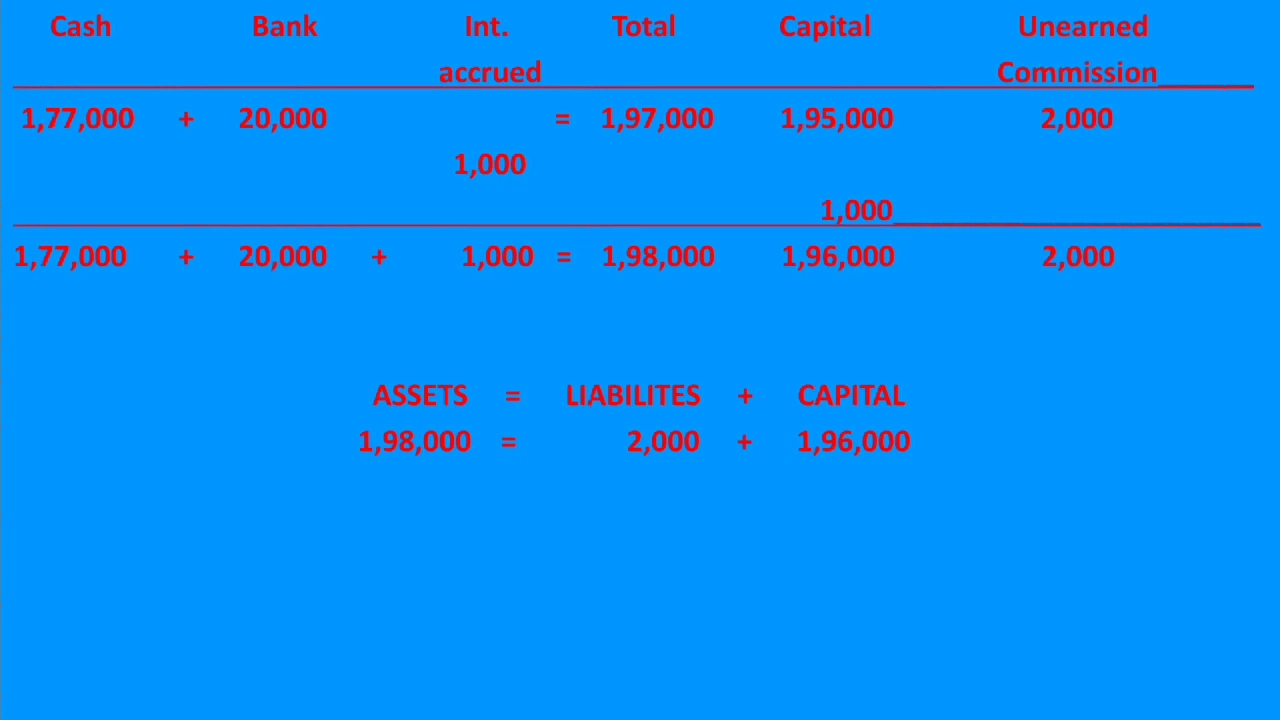 Cash Bank Int. Total Capital Unearned
accrued Commission
1,77,000 + 20,000 = 1,97,000 1,95,000 2,000
1,000
1,000
1,77,000 + 20,000 + 1,000 = 1,98,000 1,96,000 2,000
ASSETS = LIABILITES + CAPITAL
1,98,000 = 2,000 + 1,96,000